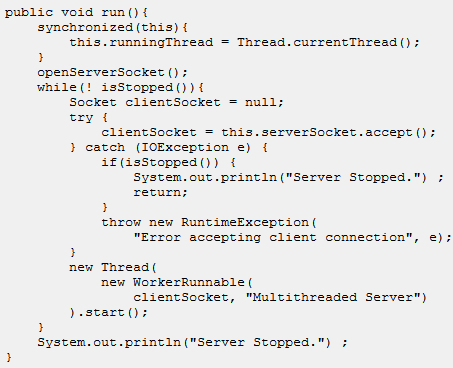 public void run(){
    synchronized(this){
        this.runningThread = Thread.currentThread();
    }
    openServerSocket();
    while(! isStopped()){
        Socket clientSocket = null;
        try {
            clientSocket = this.serverSocket.accept();
        } catch (IOException e) {
            if(isStopped()) {
                System.out.println("Server Stopped.") ;
                return;
            }
            throw new RuntimeException(
                "Error accepting client connection", e);
        }
        new Thread(
            new WorkerRunnable(
                clientSocket, "Multithreaded Server")
        ).start();
    }
    System.out.println("Server Stopped.") ;
}